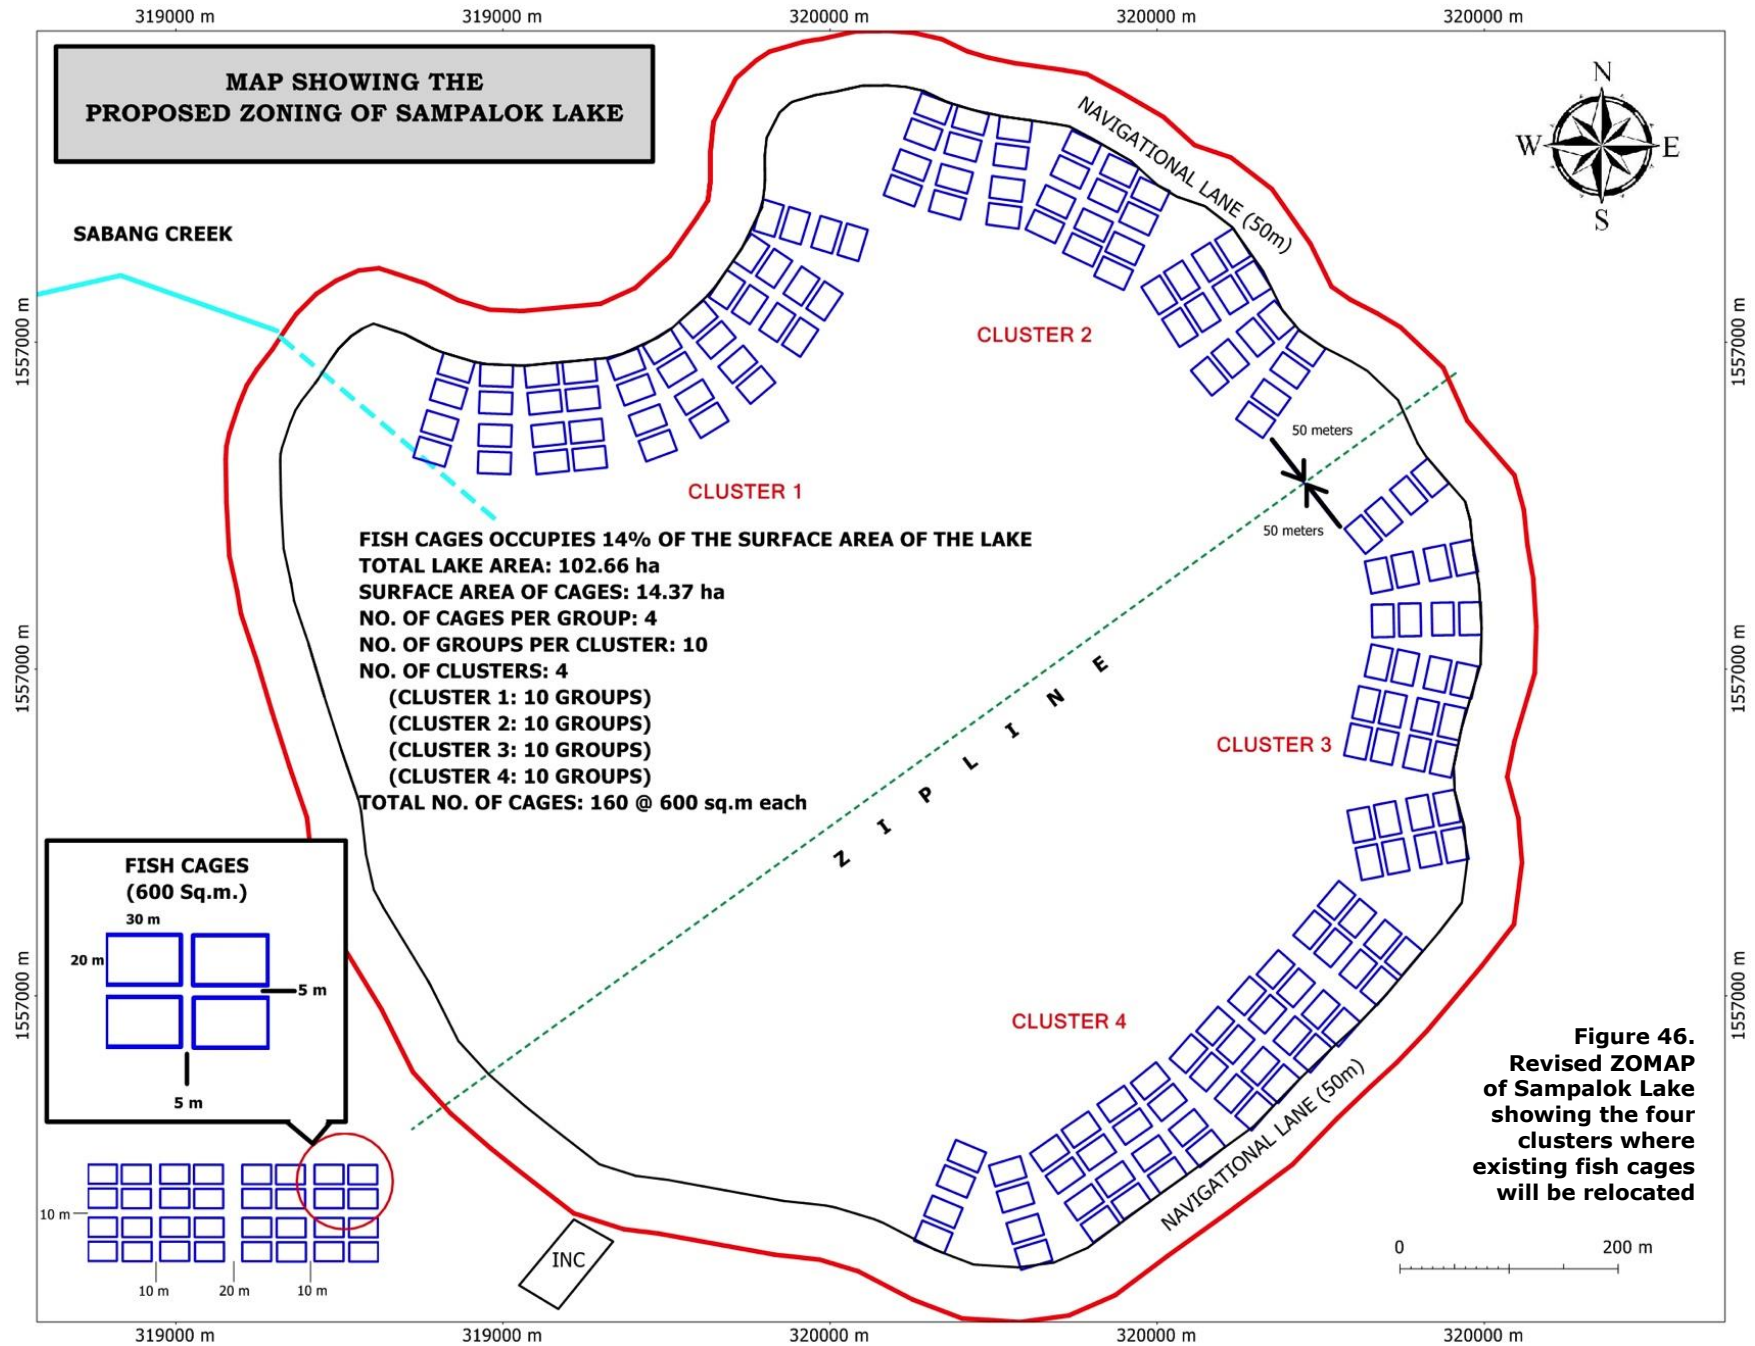 319000 m
319000 m
320000 m
320000 m
320000 m
MAP SHOWING THE
PROPOSED ZONING OF SAMPALOK LAKE
NAVIGATIONAL LANE (50m)
N
W
E
S
SABANG CREEK
1557000 m
1557000 m
CLUSTER 2
50 meters
CLUSTER 1
50 meters
FISH CAGES OCCUPIES 14% OF THE SURFACE AREA OF THE LAKE
TOTAL LAKE AREA: 102.66 ha
SURFACE AREA OF CAGES: 14.37 ha
NO. OF CAGES PER GROUP: 4
NO. OF GROUPS PER CLUSTER: 10
NO. OF CLUSTERS: 4
(CLUSTER 1: 10 GROUPS)
(CLUSTER 2: 10 GROUPS)
(CLUSTER 3: 10 GROUPS)
(CLUSTER 4: 10 GROUPS)
TOTAL NO. OF CAGES: 160 @ 600 sq.m each
1557000 m
1557000 m
ZIPLINE
CLUSTER 3
FISH CAGES
(600 Sq.m.)
30 m
20 m
5 m
5 m
1557000 m
1557000 m
CLUSTER 4
NAVIGATIONAL LANE (50m)
Figure 46.
Revised ZOMAP
of Sampalok Lake
showing the four
clusters where
existing fish cages
will be relocated
10 m
10 m
20 m
10 m
INC
0
200 m
319000 m
319000 m
320000 m
320000 m
320000 m